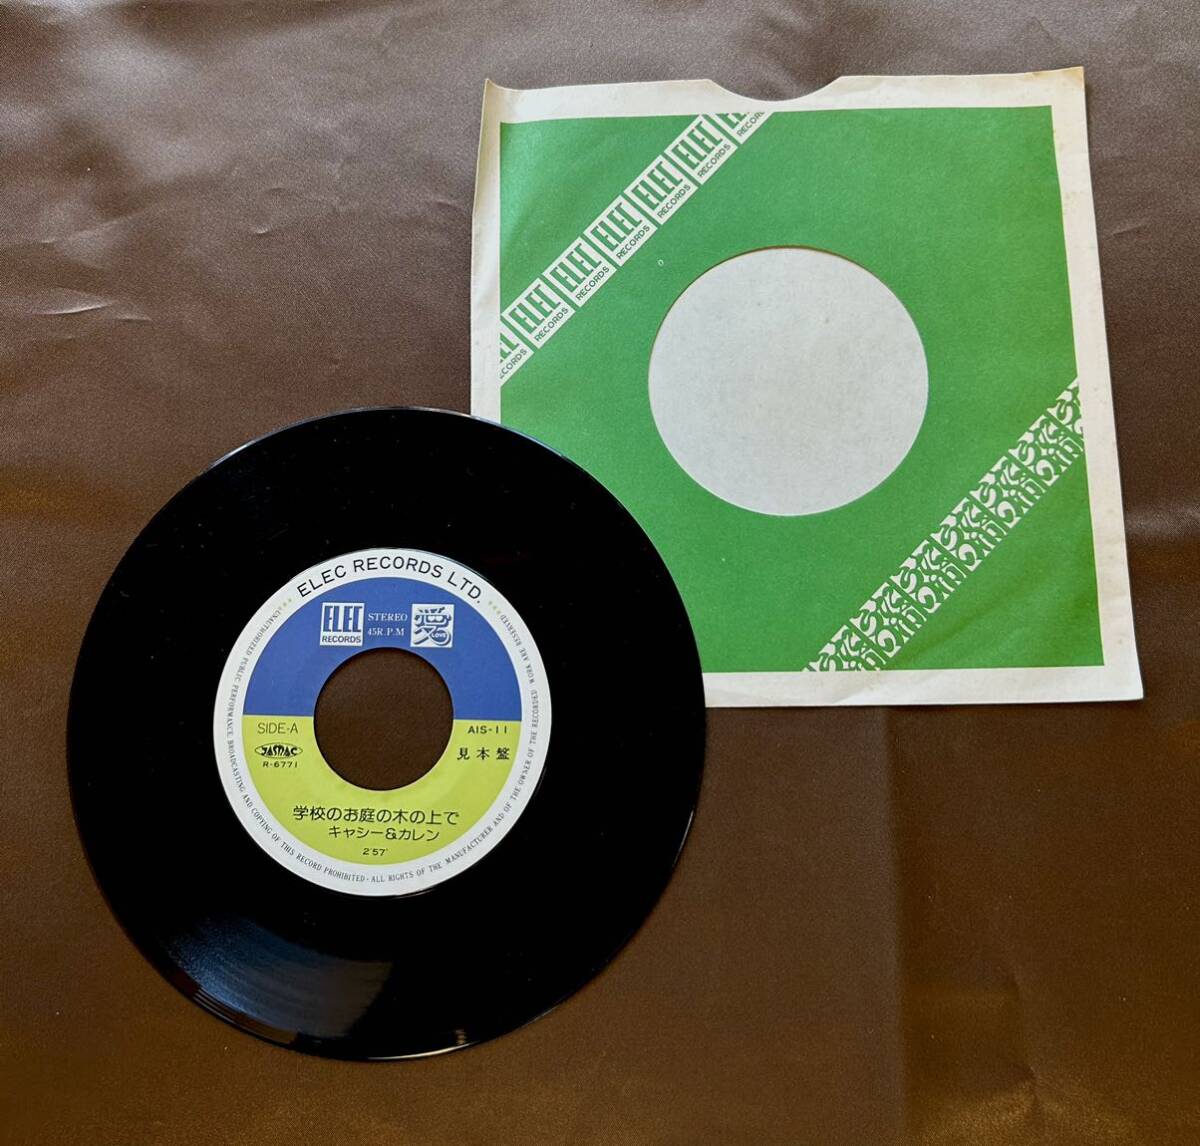 ELEC RECORDS ELEC RECORDS ELEC RECORDS ELEC RECORDS ELEC RECORDS ELEC RECORDS
ELEC RECORDS LTD.
ELEC
RECORDS
STEREO
45R.P.M
愛
LOVE
SIDE-A
AIS-11
JASRAC
見本盤
R-6771
学校のお庭の木の上で
キャシー&カレン
2'57"
★★★★UNAUTHORIZED PUBLIC PERFORMANCE, BROADCASTING AND COPYING OF THIS RECORD PROHIBITED・ALL RIGHTS OF THE MANUFACTURER AND OF THE OWNER OF THE RECORDED WORK ARE RESERVED★★★★